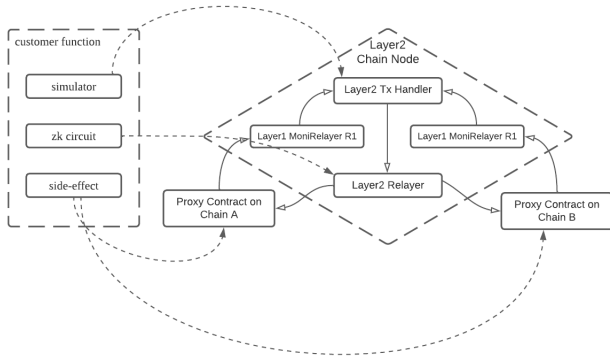 customer function
simulator
zk circuit
side-effect
Layer2
Chain Node
Layer2 Tx Handler
Layer1 MoniRelayer R1
Layer1 MoniRelayer R1
Layer2 Relayer
Proxy Contract on
Chain A
Proxy Contract on
Chain B